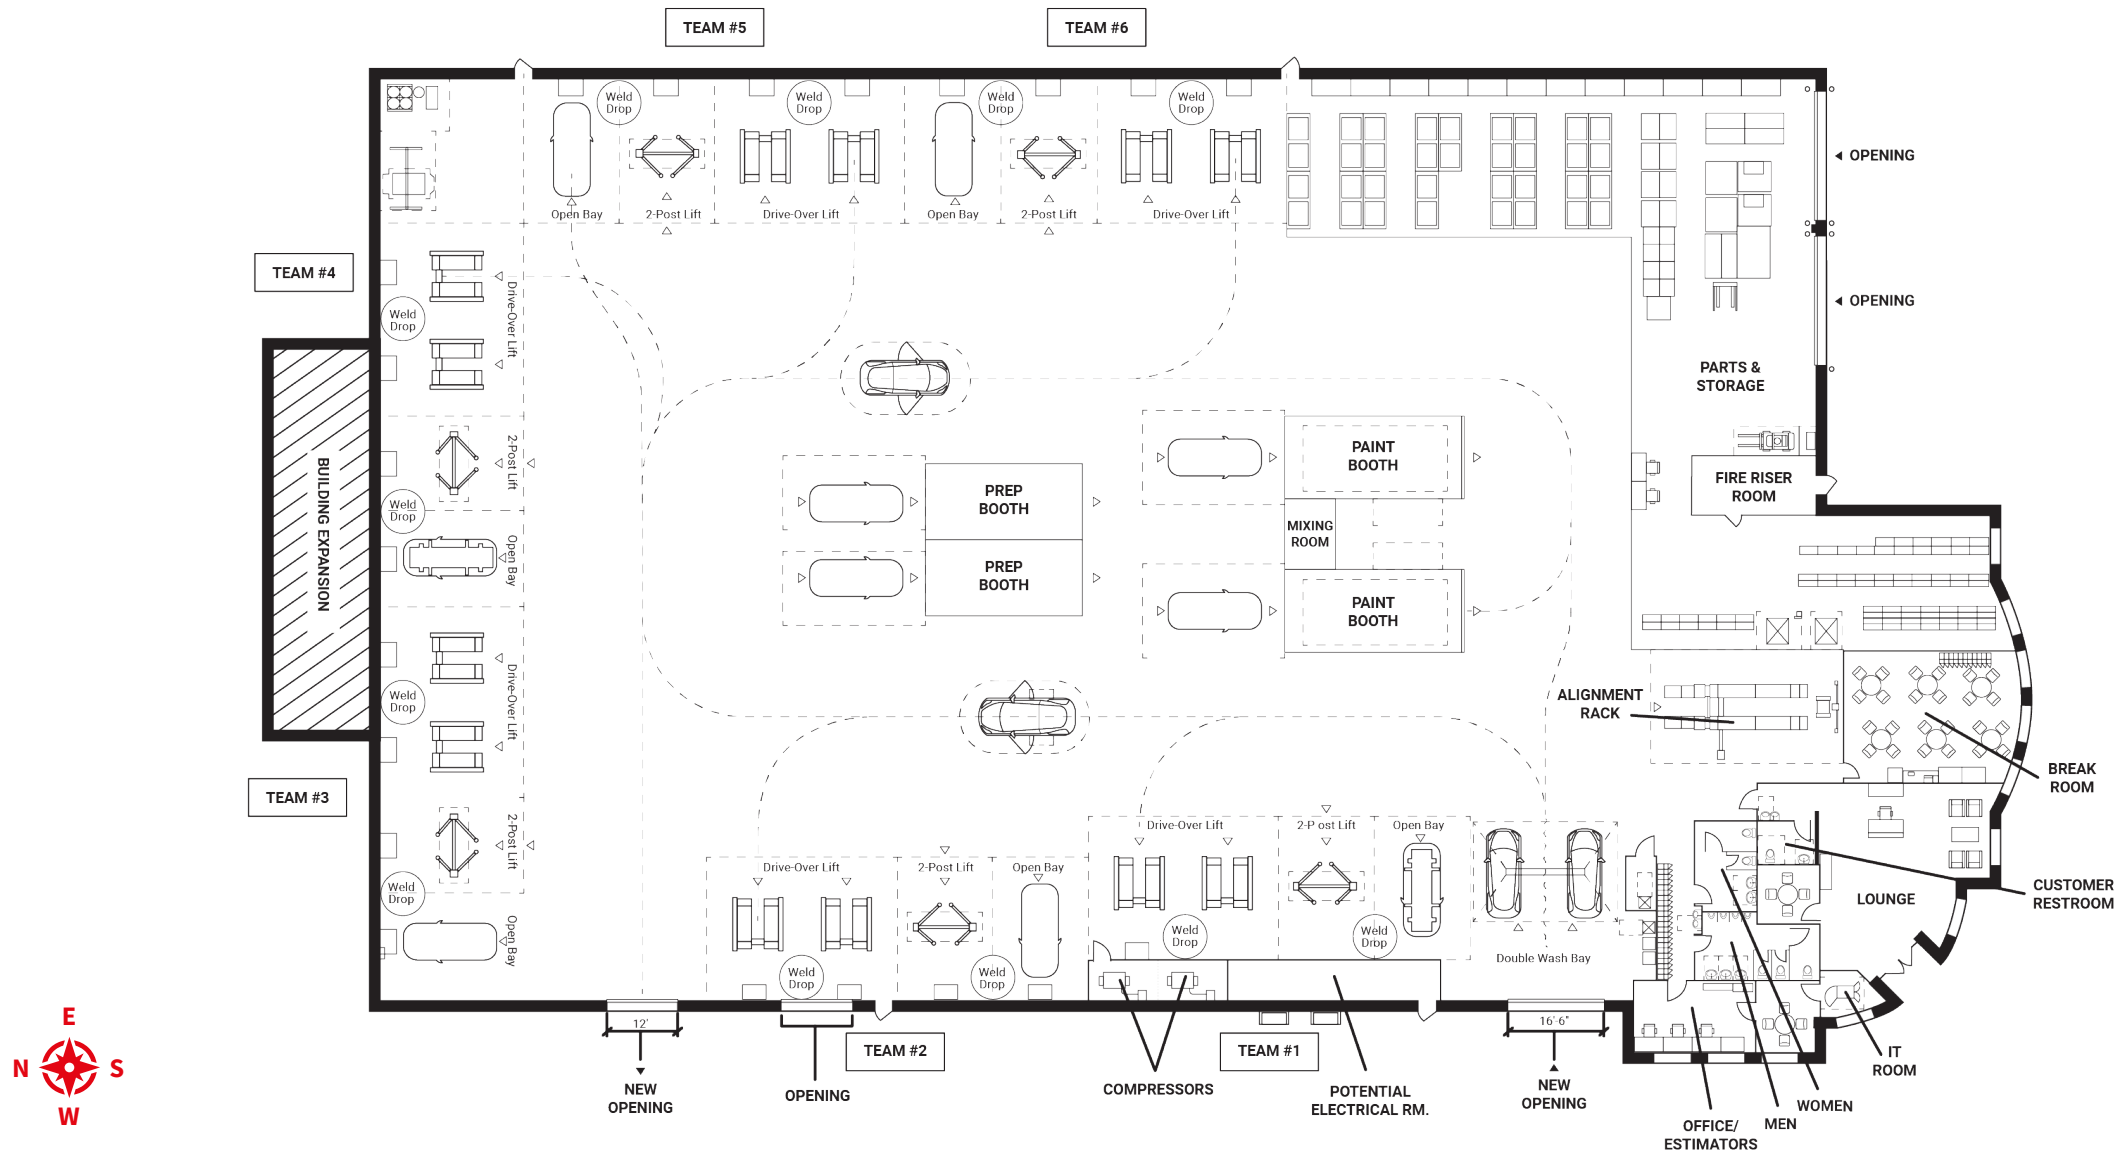 TEAM #5
TEAM #6
Weld
Drop
Weld
Drop
Weld
Drop
Weld
Drop
OPENING
Open Bay
2-Post Lift
Drive-Over Lift
Open Bay
2-Post Lift
Drive-Over Lift
TEAM #4
Drive-Over Lift
Weld
Drop
OPENING
PARTS &
STORAGE
2-Post Lift
PAINT
BOOTH
BUILDING EXPANSION
Weld
Drop
PREP
BOOTH
FIRE RISER
ROOM
MIXING
ROOM
Open Bay
PREP
BOOTH
PAINT
BOOTH
Drive-Over Lift
Weld
Drop
ALIGNMENT
RACK
BREAK
ROOM
TEAM #3
2-Post Lift
Drive-Over Lift
2-P ost Lift
Open Bay
Drive-Over Lift
2-Post Lift
Open Bay
Weld
Drop
CUSTOMER
RESTROOM
LOUNGE
Open Bay
Weld
Drop
Weld
Drop
Double Wash Bay
Weld
Drop
Weld
Drop
12'
16'-6"
E
N
S
W
TEAM #2
TEAM #1
NEW
OPENING
OPENING
COMPRESSORS
POTENTIAL
ELECTRICAL RM.
NEW
OPENING
IT
ROOM
WOMEN
MEN
OFFICE/
ESTIMATORS